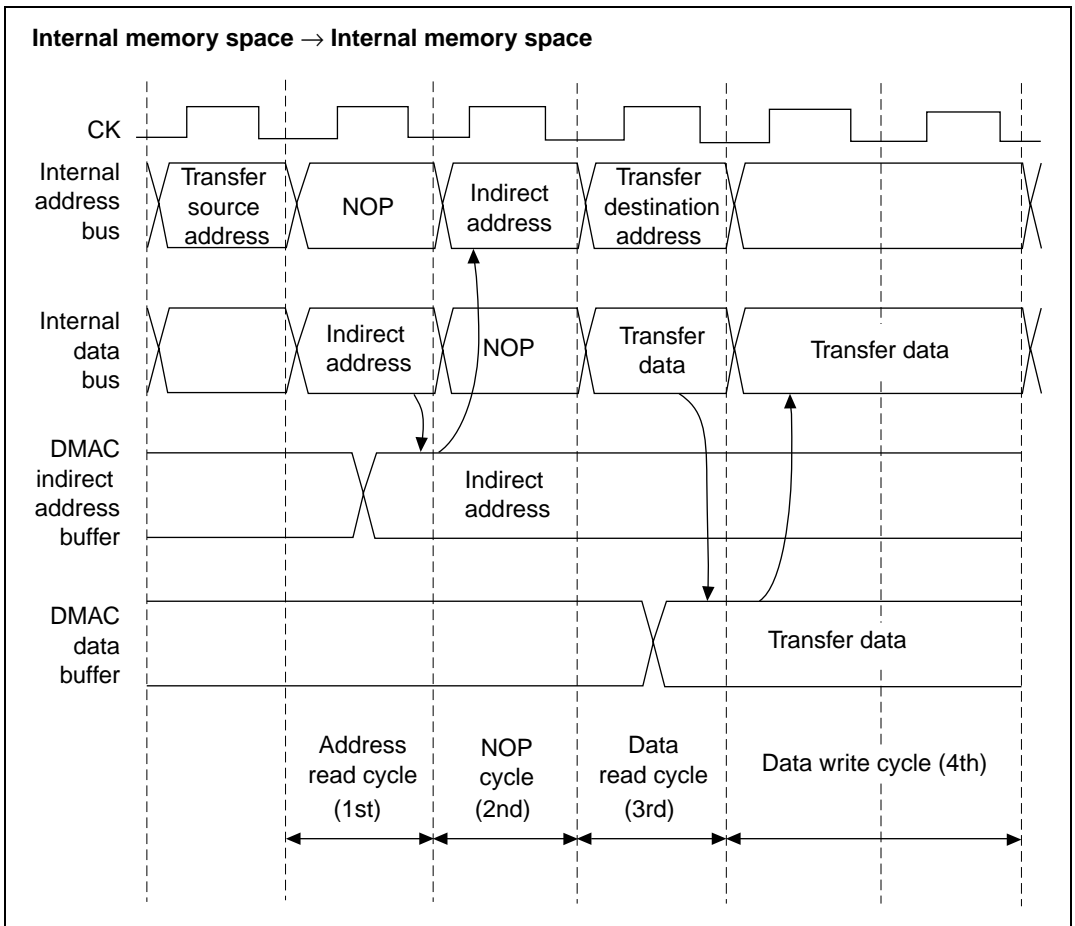 Internal memory space → Internal memory space
CK
Internal
address
bus
Transfer
source
address
NOP
Indirect
address
Transfer
destination
address
Internal
data
bus
Indirect
address
NOP
Transfer
data
Transfer data
DMAC
indirect
address
buffer
Indirect
address
DMAC
data
buffer
Transfer data
Address
read cycle
(1st)
NOP
cycle
(2nd)
Data
read cycle
(3rd)
Data write cycle (4th)